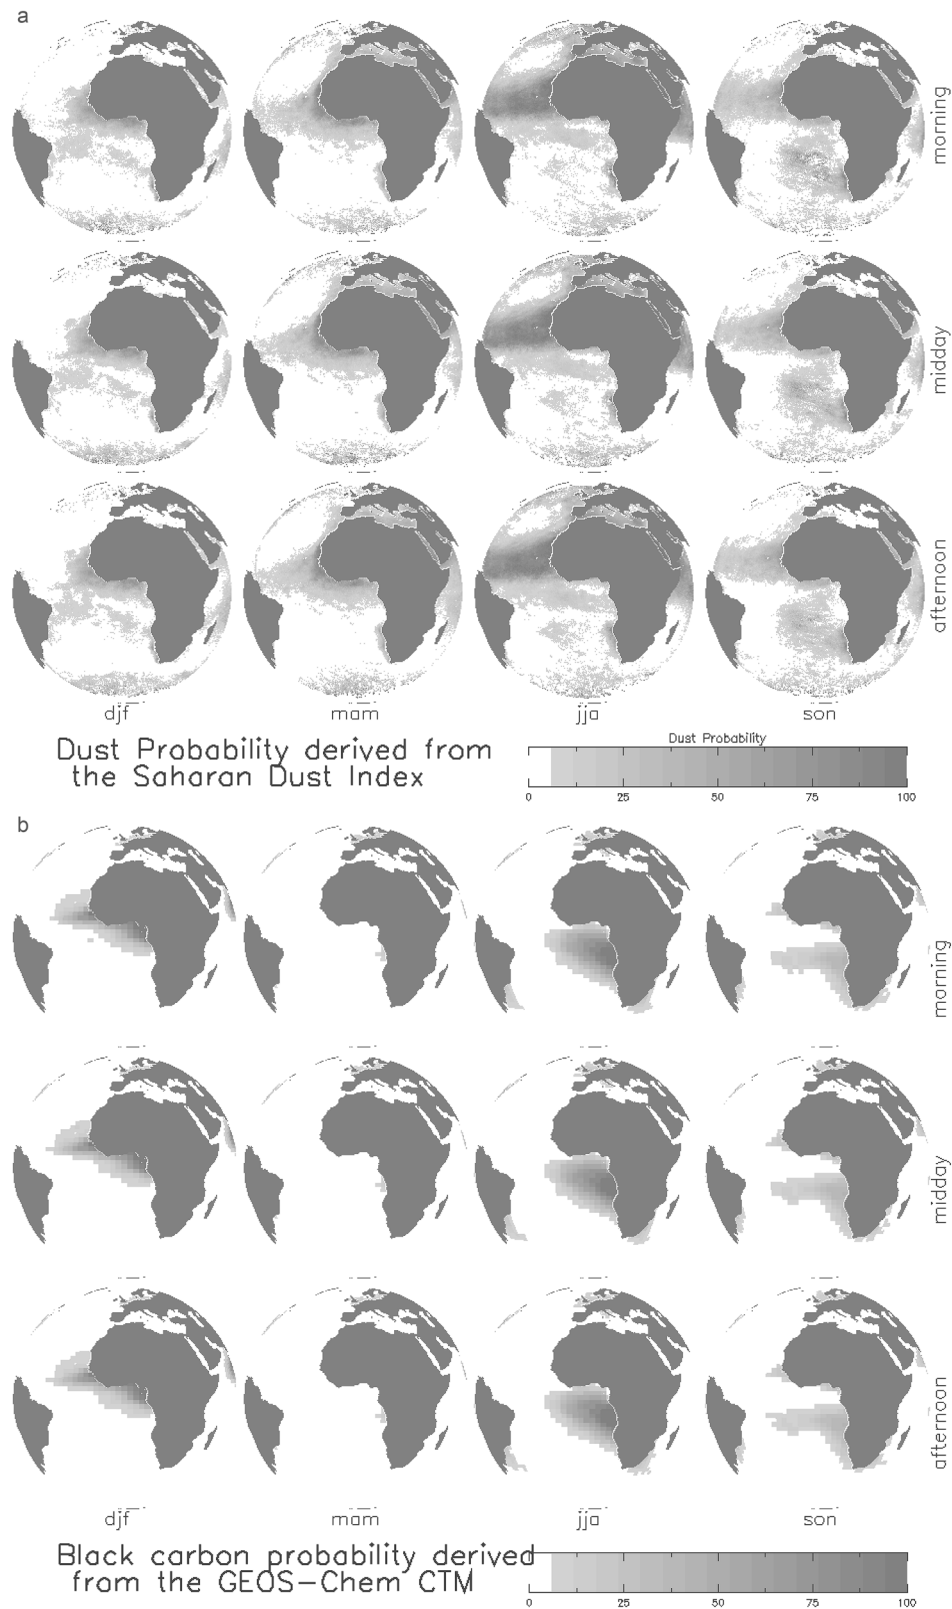 a
morning
midday
afternoon
djf
mam
jja
son
Dust Probability derived from
the Saharan Dust Index
Dust Probability
0 25 50 75 100
b
morning
midday
afternoon
djf
mam
jja
son
Black carbon probability derived
from the GEOS-Chem CTM
0 25 50 75 100